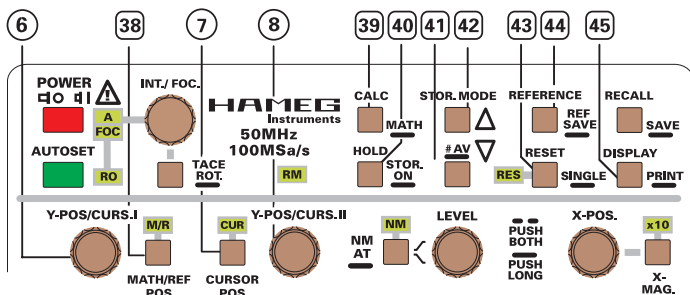 6 38 7 8 39 40 41 42 43 44 45
POWER
A
FOC
AUTOSET
RO
INT./ FOC.
TACE
ROT.
HAMEG
Instruments
50MHz
100MSa/s
RM
CALC
MATH
HOLD
STOR.
ON
STOR. MODE
# AV
REFERENCE
REF
SAVE
RES
RESET
SINGLE
RECALL
SAVE
DISPLAY
PRINT
Y-POS/CURS.I
M/R
MATH/REF
POS.
CUR
CURSOR
POS.
Y-POS/CURS.II
NM
AT
NM
LEVEL
PUSH
BOTH
PUSH
LONG
X-POS.
x10
X-
MAG.